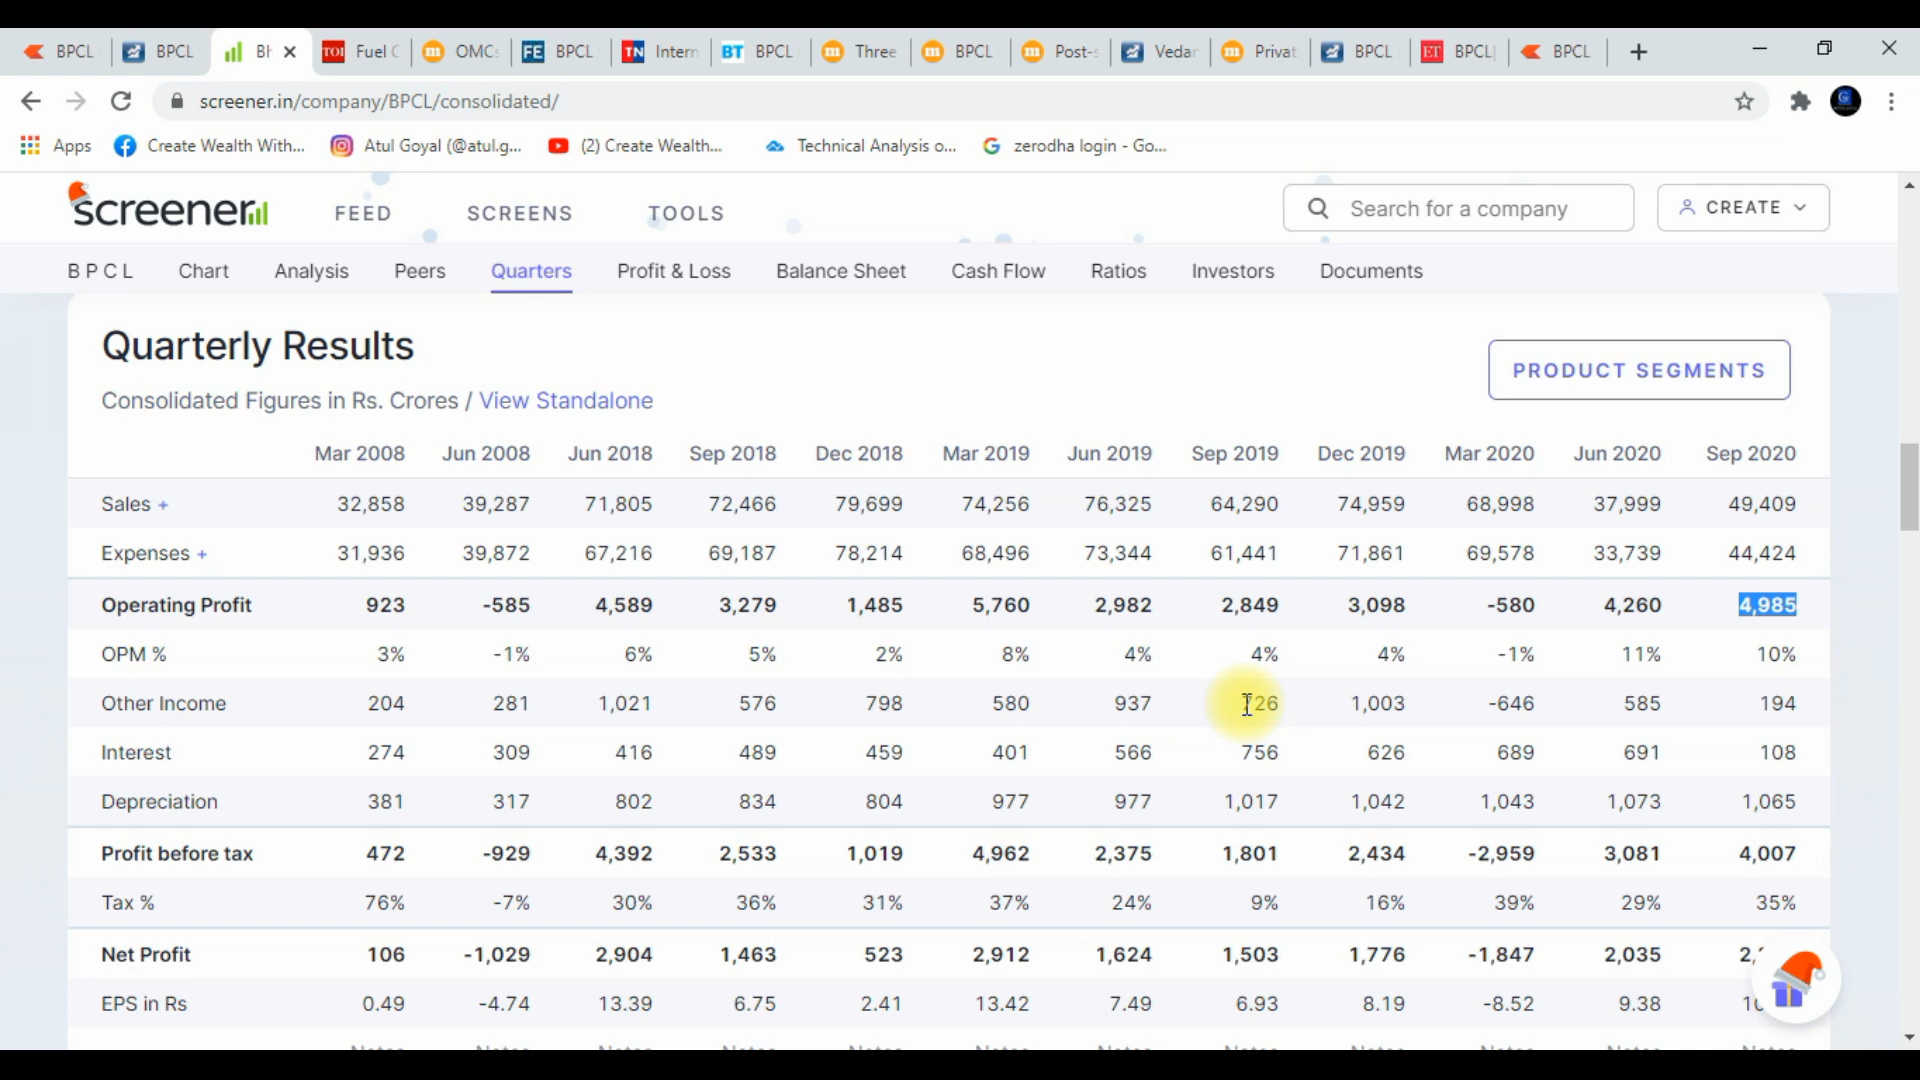 BPCL BPCL BH Fuel C OMCs BPCL Intern BPCL Three BPCL Post-s Vedan Privat BPCL BPCL| BPCL
screener.in/company/BPCL/consolidated/
Apps Create Wealth With... Atul Goyal (@atul.g... (2) Create Wealth... Technical Analysis o... zerodha login - Go...
screener FEED SCREENS TOOLS Search for a company CREATE
B P C L Chart Analysis Peers Quarters Profit & Loss Balance Sheet Cash Flow Ratios Investors Documents
Quarterly Results
PRODUCT SEGMENTS
Consolidated Figures in Rs. Crores / View Standalone
Mar 2008 Jun 2008 Jun 2018 Sep 2018 Dec 2018 Mar 2019 Jun 2019 Sep 2019 Dec 2019 Mar 2020 Jun 2020 Sep 2020
Sales + 32,858 39,287 71,805 72,466 79,699 74,256 76,325 64,290 74,959 68,998 37,999 49,409
Expenses + 31,936 39,872 67,216 69,187 78,214 68,496 73,344 61,441 71,861 69,578 33,739 44,424
Operating Profit 923 -585 4,589 3,279 1,485 5,760 2,982 2,849 3,098 -580 4,260 4,985
OPM % 3% -1% 6% 5% 2% 8% 4% 4% 4% -1% 11% 10%
Other Income 204 281 1,021 576 798 580 937 726 1,003 -646 585 194
Interest 274 309 416 489 459 401 566 756 626 689 691 108
Depreciation 381 317 802 834 804 977 977 1,017 1,042 1,043 1,073 1,065
Profit before tax 472 -929 4,392 2,533 1,019 4,962 2,375 1,801 2,434 -2,959 3,081 4,007
Tax % 76% -7% 30% 36% 31% 37% 24% 9% 16% 39% 29% 35%
Net Profit 106 -1,029 2,904 1,463 523 2,912 1,624 1,503 1,776 -1,847 2,035
EPS in Rs 0.49 -4.74 13.39 6.75 2.41 13.42 7.49 6.93 8.19 -8.52 9.38